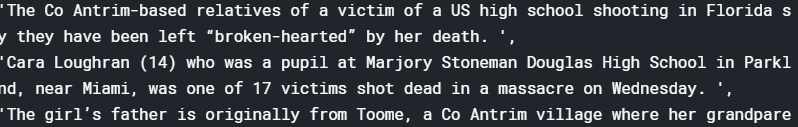 'The Co Antrim-based relatives of a victim of a US high school shooting in Florida s
y they have been left “broken-hearted” by her death. ',
'Cara Loughran (14) who was a pupil at Marjory Stoneman Douglas High School in Parkl
nd, near Miami, was one of 17 victims shot dead in a massacre on Wednesday. ',
'The girl’s father is originally from Toome, a Co Antrim village where her grandpare